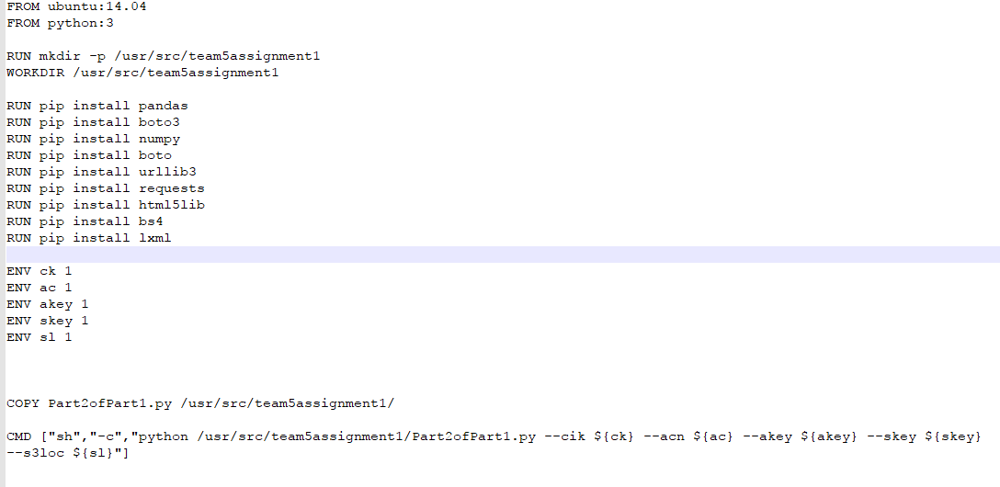 FROM ubuntu:14.04
FROM python:3
RUN mkdir -p /usr/src/team5assignment1
WORKDIR /usr/src/team5assignment1
RUN pip install pandas
RUN pip install boto3
RUN pip install numpy
RUN pip install boto
RUN pip install urllib3
RUN pip install requests
RUN pip install html5lib
RUN pip install bs4
RUN pip install lxml
ENV ck 1
ENV ac 1
ENV akey 1
ENV skey 1
ENV sl 1
COPY Part2ofPart1.py /usr/src/team5assignment1/
CMD ["sh","-c","python /usr/src/team5assignment1/Part2ofPart1.py --cik ${ck} --acn ${ac} --akey ${akey} --skey ${skey}
--s3loc ${sl}"]